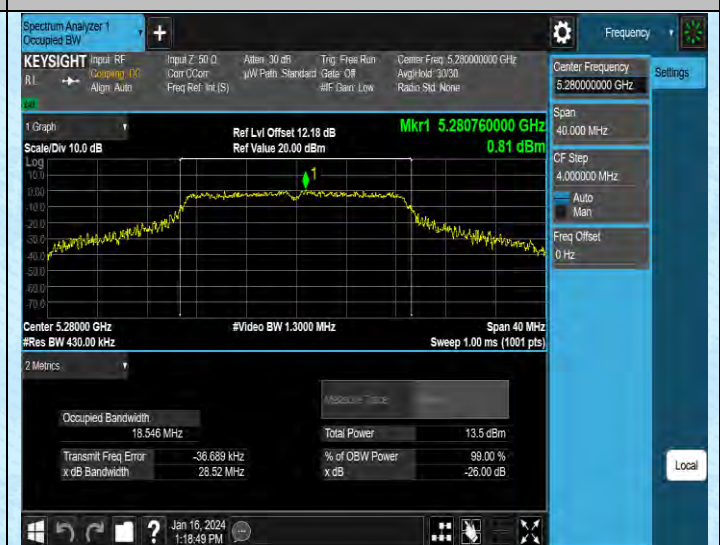 Spectrum Analyzer 1
Occupied BW
+
Frequency
KEYSIGHT Input: RF
RL Coupling: DC
Align: Auto
Input Z: 50 Ω
Corr CCorr
Freq Ref: Int (S)
Atten: 30 dB
µW Path: Standard
Trig: Free Run
Gate: Off
#IF Gain: Low
Center Freq: 5.280000000 GHz
Avg|Hold: 30/30
Radio Std: None
Center Frequency
5.280000000 GHz
Settings
Span
40.000 MHz
CF Step
4.000000 MHz
Auto
Man
Freq Offset
0 Hz
1 Graph
Scale/Div 10.0 dB
Ref Lvl Offset 12.18 dB
Ref Value 20.00 dBm
Mkr1 5.280760000 GHz
0.81 dBm
Log
10.0
0.00
-10.0
-20.0
-30.0
-40.0
-50.0
-60.0
-70.0
1
Center 5.28000 GHz
#Res BW 430.00 kHz
#Video BW 1.3000 MHz
Span 40 MHz
Sweep 1.00 ms (1001 pts)
2 Metrics
Measure Trace
Occupied Bandwidth
18.546 MHz
Total Power 13.5 dBm
Transmit Freq Error -36.689 kHz
% of OBW Power 99.00 %
x dB Bandwidth 28.52 MHz
x dB -26.00 dB
Local
?
Jan 16, 2024
1:18:49 PM